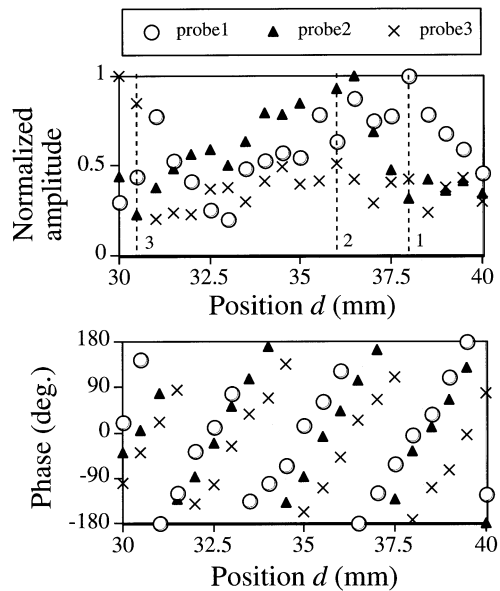 probe1 probe2 probe3
1
0.5
0
Normalized
amplitude
3 2 1
30 32.5 35 37.5 40
Position d (mm)
180
90
0
-90
-180
Phase (deg.)
30 32.5 35 37.5 40
Position d (mm)